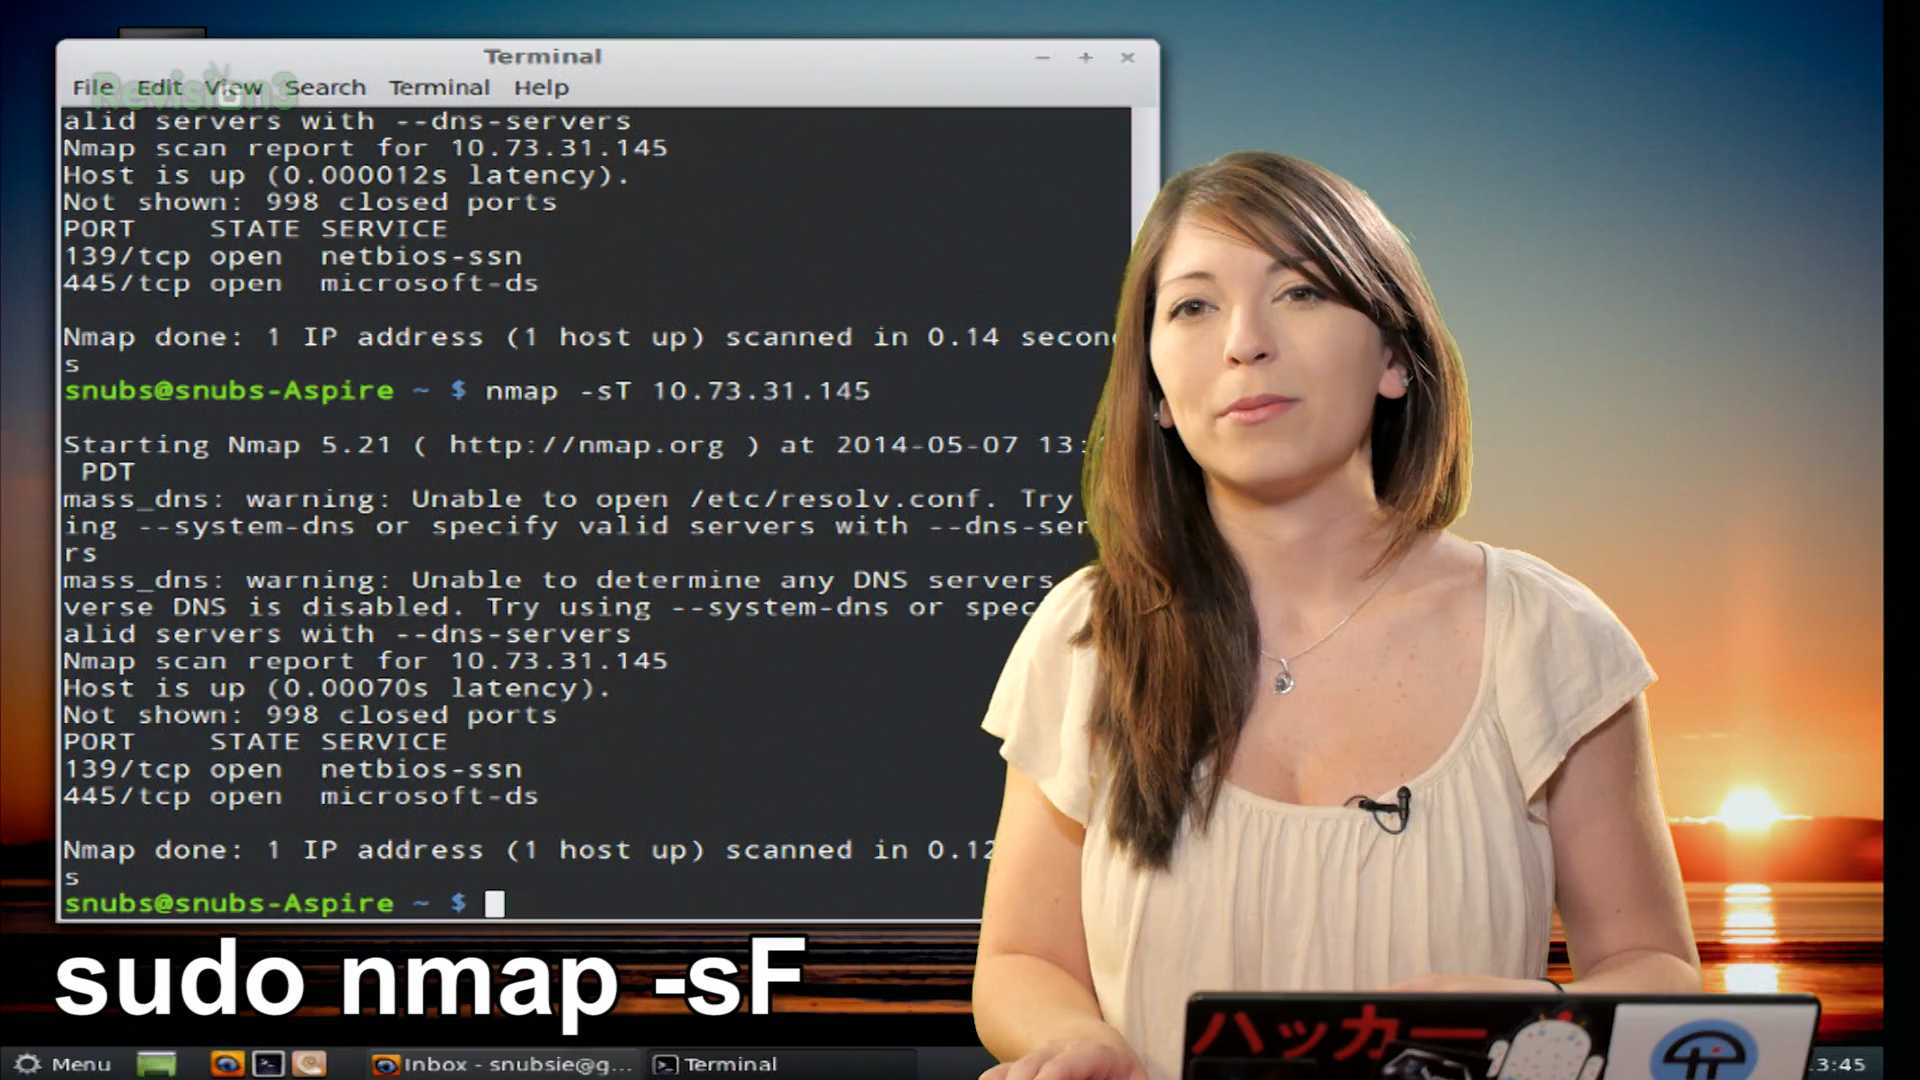 Terminal
File Edit View Search Terminal Help
Revision3
alid servers with --dns-servers
Nmap scan report for 10.73.31.145
Host is up (0.000012s latency).
Not shown: 998 closed ports
PORT STATE SERVICE
139/tcp open netbios-ssn
445/tcp open microsoft-ds
Nmap done: 1 IP address (1 host up) scanned in 0.14 second
s
snubs@snubs-Aspire ~ $ nmap -sT 10.73.31.145
Starting Nmap 5.21 ( http://nmap.org ) at 2014-05-07 13:
PDT
mass_dns: warning: Unable to open /etc/resolv.conf. Try
ing --system-dns or specify valid servers with --dns-ser
rs
mass_dns: warning: Unable to determine any DNS servers
verse DNS is disabled. Try using --system-dns or spec
alid servers with --dns-servers
Nmap scan report for 10.73.31.145
Host is up (0.00070s latency).
Not shown: 998 closed ports
PORT STATE SERVICE
139/tcp open netbios-ssn
445/tcp open microsoft-ds
Nmap done: 1 IP address (1 host up) scanned in 0.12
s
snubs@snubs-Aspire ~ $
sudo nmap -sF
ハッカー
Menu Inbox - snubsie@g... Terminal 3:45